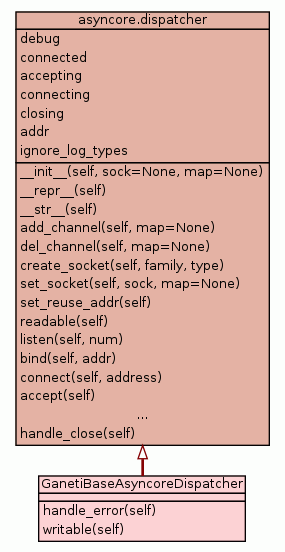 asyncore.dispatcher
debug
connected
accepting
connecting
closing
addr
ignore_log_types
__init__(self, sock=None, map=None)
__repr__(self)
__str__(self)
add_channel(self, map=None)
del_channel(self, map=None)
create_socket(self, family, type)
set_socket(self, sock, map=None)
set_reuse_addr(self)
readable(self)
listen(self, num)
bind(self, addr)
connect(self, address)
accept(self)
...
handle_close(self)
GanetiBaseAsyncoreDispatcher
handle_error(self)
writable(self)